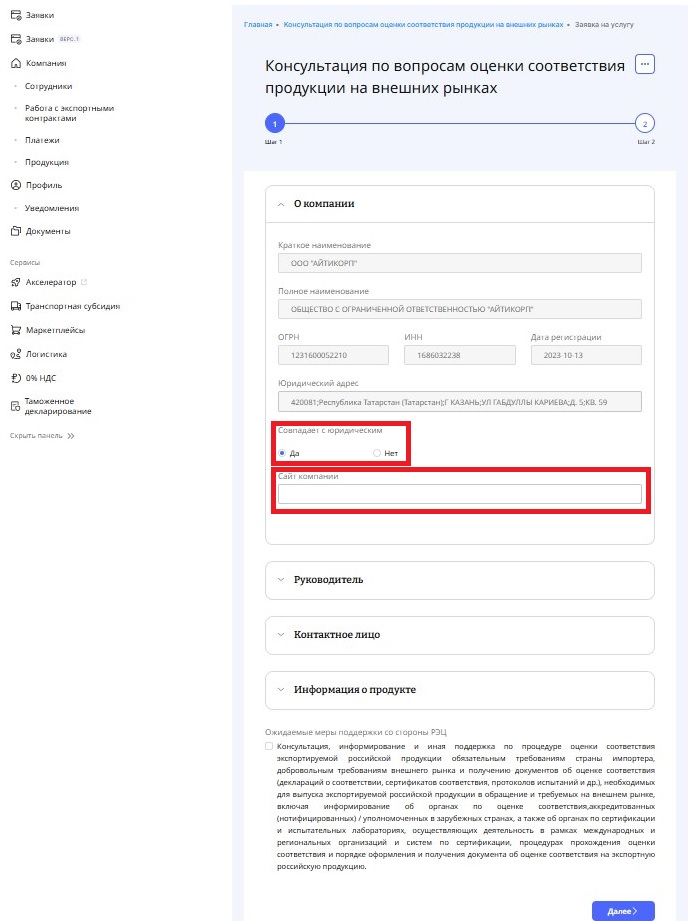 Заявки
Заявки ВЕРС.1
Компания
Сотрудники
Работа с экспортными
контрактами
Платежи
Продукция
Профиль
Уведомления
Документы
Сервисы
Акселератор
Транспортная субсидия
Маркетплейсы
Логистика
0% НДС
Таможенное
декларирование
Скрыть панель
Главная • Консультация по вопросам оценки соответствия продукции на внешних рынках • Заявка на услугу
Консультация по вопросам оценки соответствия
продукции на внешних рынках
1 2
Шаг 1 Шаг 2
О компании
Краткое наименование
ООО "АЙТИКОРП"
Полное наименование
ОБЩЕСТВО С ОГРАНИЧЕННОЙ ОТВЕТСТВЕННОСТЬЮ "АЙТИКОРП"
ОГРН ИНН Дата регистрации
1231600052210 1686032238 2023-10-13
Юридический адрес
420081;Республика Татарстан (Татарстан);Г КАЗАНЬ;УЛ ГАБДУЛЛЫ КАРИЕВА;Д. 5;КВ. 59
Совпадает с юридическим
Да Нет
Сайт компании
Руководитель
Контактное лицо
Информация о продукте
Ожидаемые меры поддержки со стороны РЭЦ
Консультация, информирование и иная поддержка по процедуре оценки соответствия
экспортируемой российской продукции обязательным требованиям страны импортера,
добровольным требованиям внешнего рынка и получению документов об оценке соответствия
(деклараций о соответствии, сертификатов соответствия, протоколов испытаний и др.), необходимых
для выпуска экспортируемой российской продукции в обращение и требуемых на внешнем рынке,
включая информирование об органах по оценке соответствия,аккредитованных
(нотифицированных) / уполномоченных в зарубежных странах, а также об органах по сертификации
и испытательных лабораториях, осуществляющих деятельность в рамках международных и
региональных организаций и систем по сертификации, процедурах прохождения оценки
соответствия и порядке оформления и получения документа об оценке соответствия на экспортную
российскую продукцию.
Далее